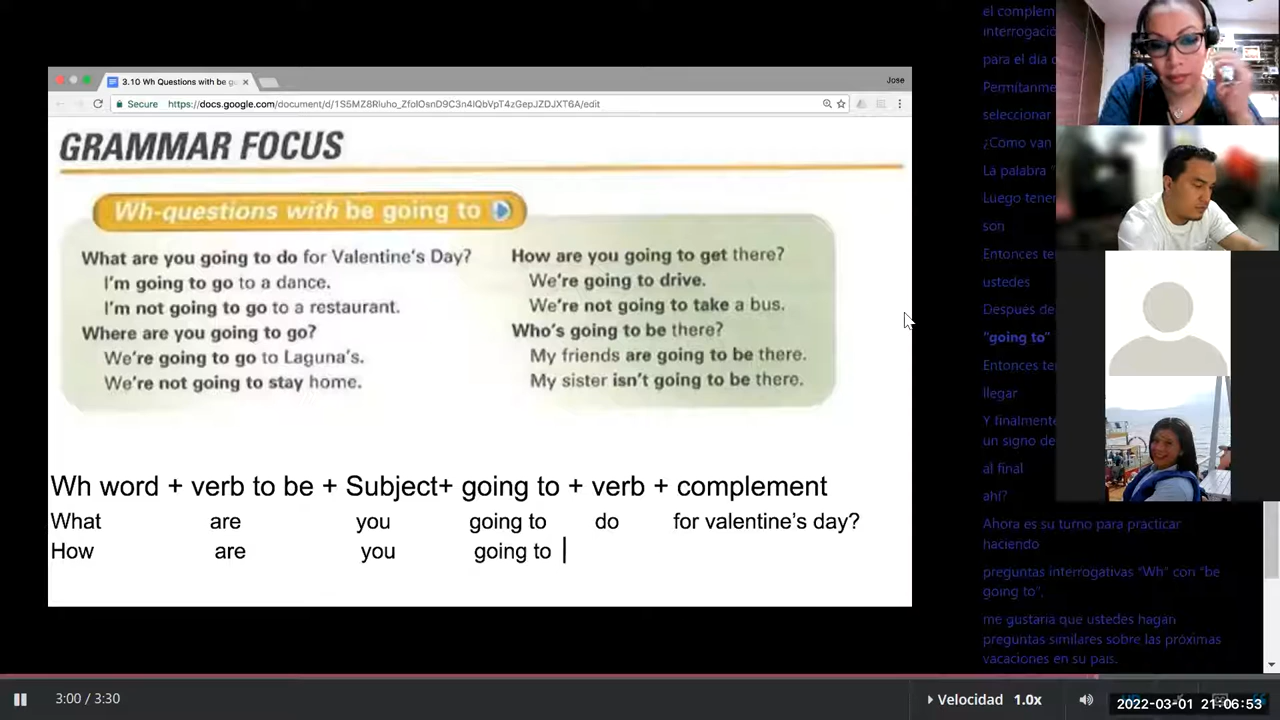 3.10 Wh Questions with be go
Jose
Secure
https://docs.google.com/document/d/1S5MZ8Rluho_ZfolOsnD9C3n4lQbVpT4zGepJZDJXT6A/edit
GRAMMAR FOCUS
Wh-questions with be going to
What are you going to do for Valentine's Day?
I'm going to go to a dance.
I'm not going to go to a restaurant.
Where are you going to go?
We're going to go to Laguna's.
We're not going to stay home.
How are you going to get there?
We're going to drive.
We're not going to take a bus.
Who's going to be there?
My friends are going to be there.
My sister isn't going to be there.
Wh word + verb to be + Subject+ going to + verb + complement
What are you going to do for valentine's day?
How are you going to
el complem
interrogació
para el día
Permítanm
seleccionar
¿Como van
La palabra
Luego tener
son
Entonces te
ustedes
Después de
"going to"
Entonces te
llegar
Y finalment
un signo de
al final
ahí?
Ahora es su turno para practicar
haciendo
preguntas interrogativas "Wh" con "be
going to".
me gustaría que ustedes hagan
preguntas similares sobre las próximas
vacaciones en su país.
3:00 / 3:30
Velocidad 1.0x
2022-03-01 21:06:53